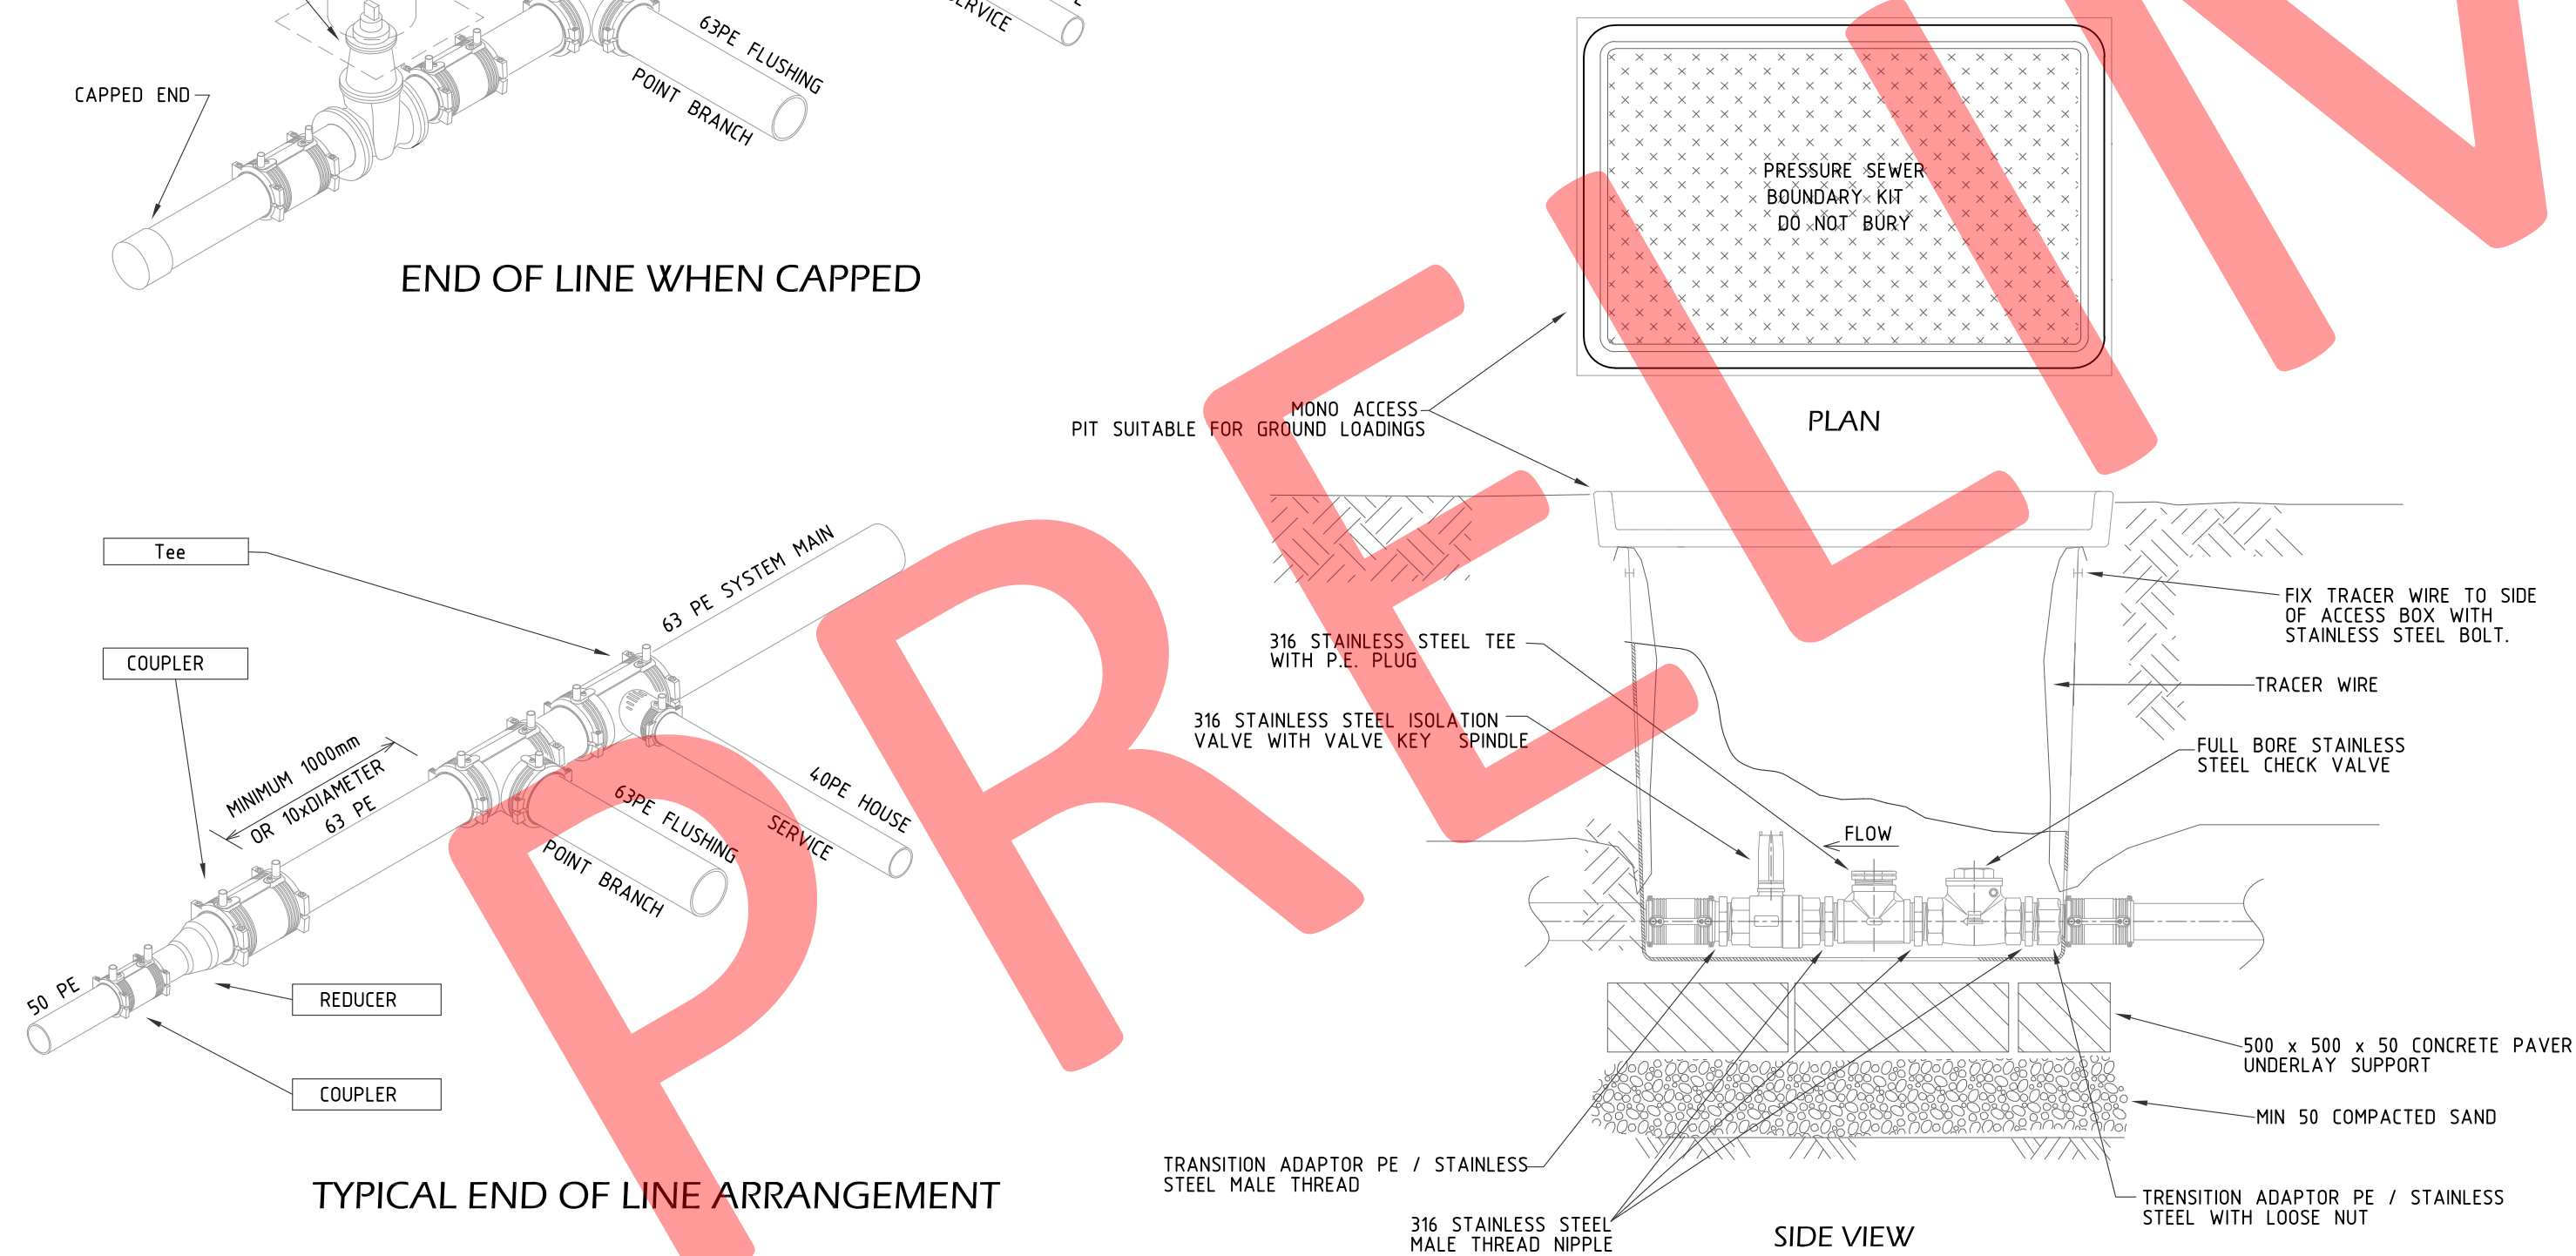 63PE FLUSHING
POINT BRANCH
CAPPED END
END OF LINE WHEN CAPPED
PRESSURE SEWER
BOUNDARY KIT
DO NOT BURY
PLAN
MONO ACCESS
PIT SUITABLE FOR GROUND LOADINGS
Tee
COUPLER
63 PE SYSTEM MAIN
MINIMUM 1000mm
OR 10xDIAMETER
63 PE
40PE HOUSE
SERVICE
63PE FLUSHING
POINT BRANCH
50 PE
REDUCER
COUPLER
TYPICAL END OF LINE ARRANGEMENT
316 STAINLESS STEEL TEE
WITH P.E. PLUG
316 STAINLESS STEEL ISOLATION
VALVE WITH VALVE KEY SPINDLE
FLOW
FIX TRACER WIRE TO SIDE
OF ACCESS BOX WITH
STAINLESS STEEL BOLT.
TRACER WIRE
FULL BORE STAINLESS
STEEL CHECK VALVE
500 x 500 x 50 CONCRETE PAVER
UNDERLAY SUPPORT
MIN 50 COMPACTED SAND
TRANSITION ADAPTOR PE / STAINLESS
STEEL MALE THREAD
316 STAINLESS STEEL
MALE THREAD NIPPLE
TRENSITION ADAPTOR PE / STAINLESS
STEEL WITH LOOSE NUT
SIDE VIEW